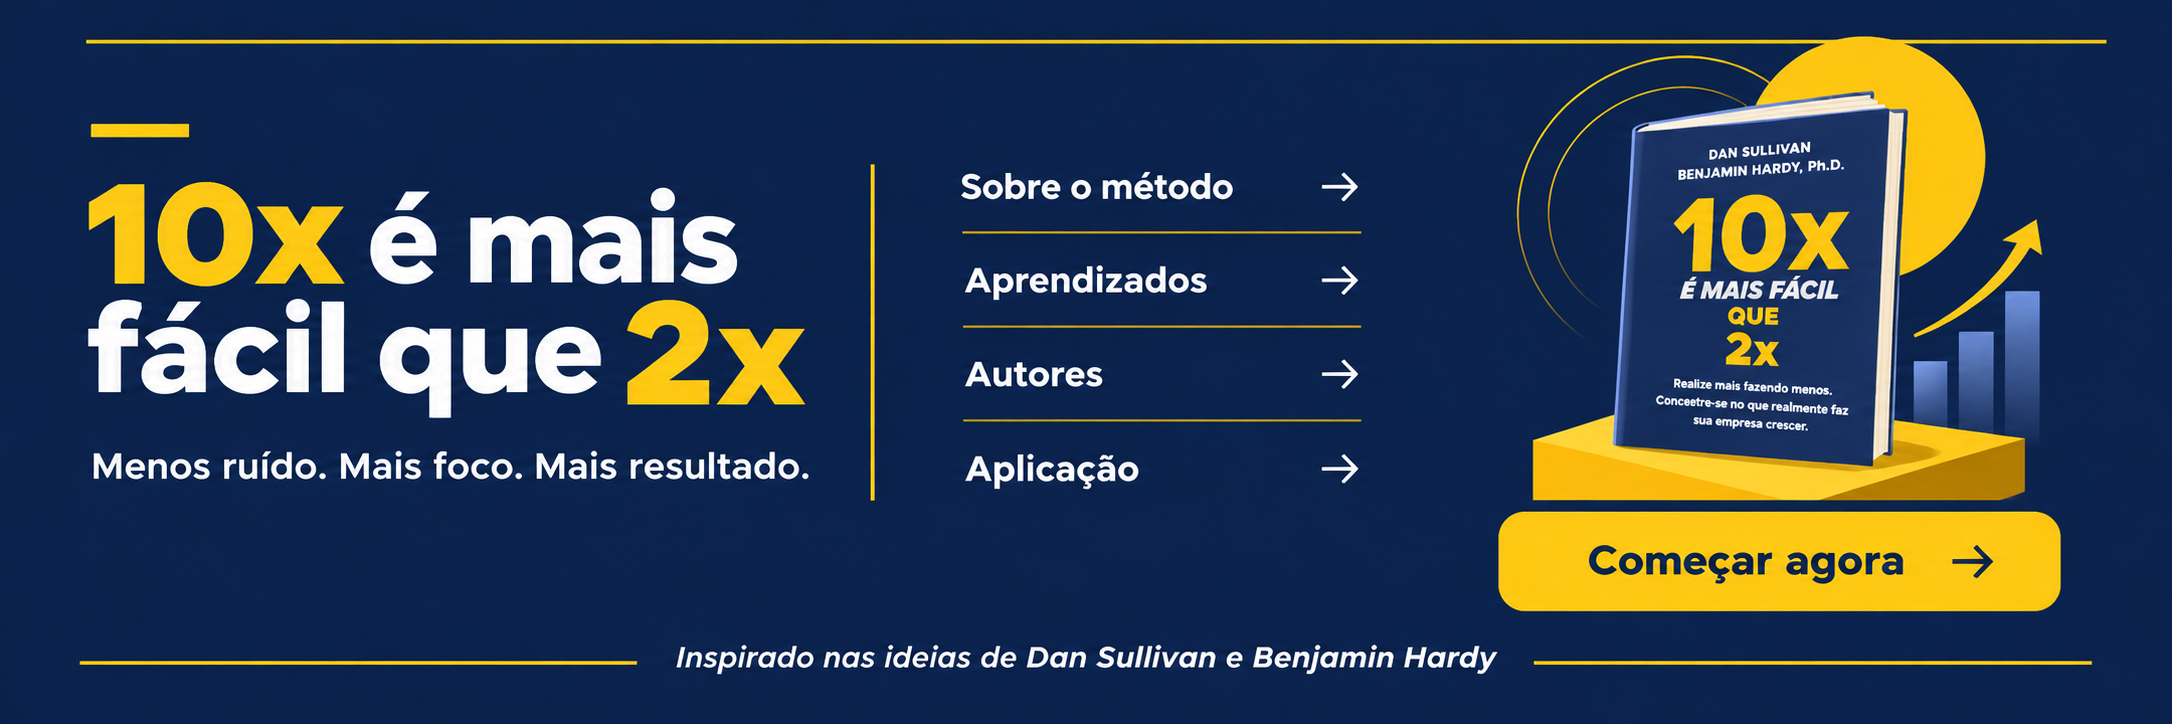 10x é mais
fácil que 2x
Menos ruído. Mais foco. Mais resultado.
Sobre o método →
Aprendizados →
Autores →
Aplicação →
DAN SULLIVAN
BENJAMIN HARDY, Ph.D.
10x
É MAIS FÁCIL
QUE
2x
Realize mais fazendo menos.
Conceetre-se no que realmente faz
sua empresa crescer.
Começar agora →
Inspirado nas ideias de Dan Sullivan e Benjamin Hardy